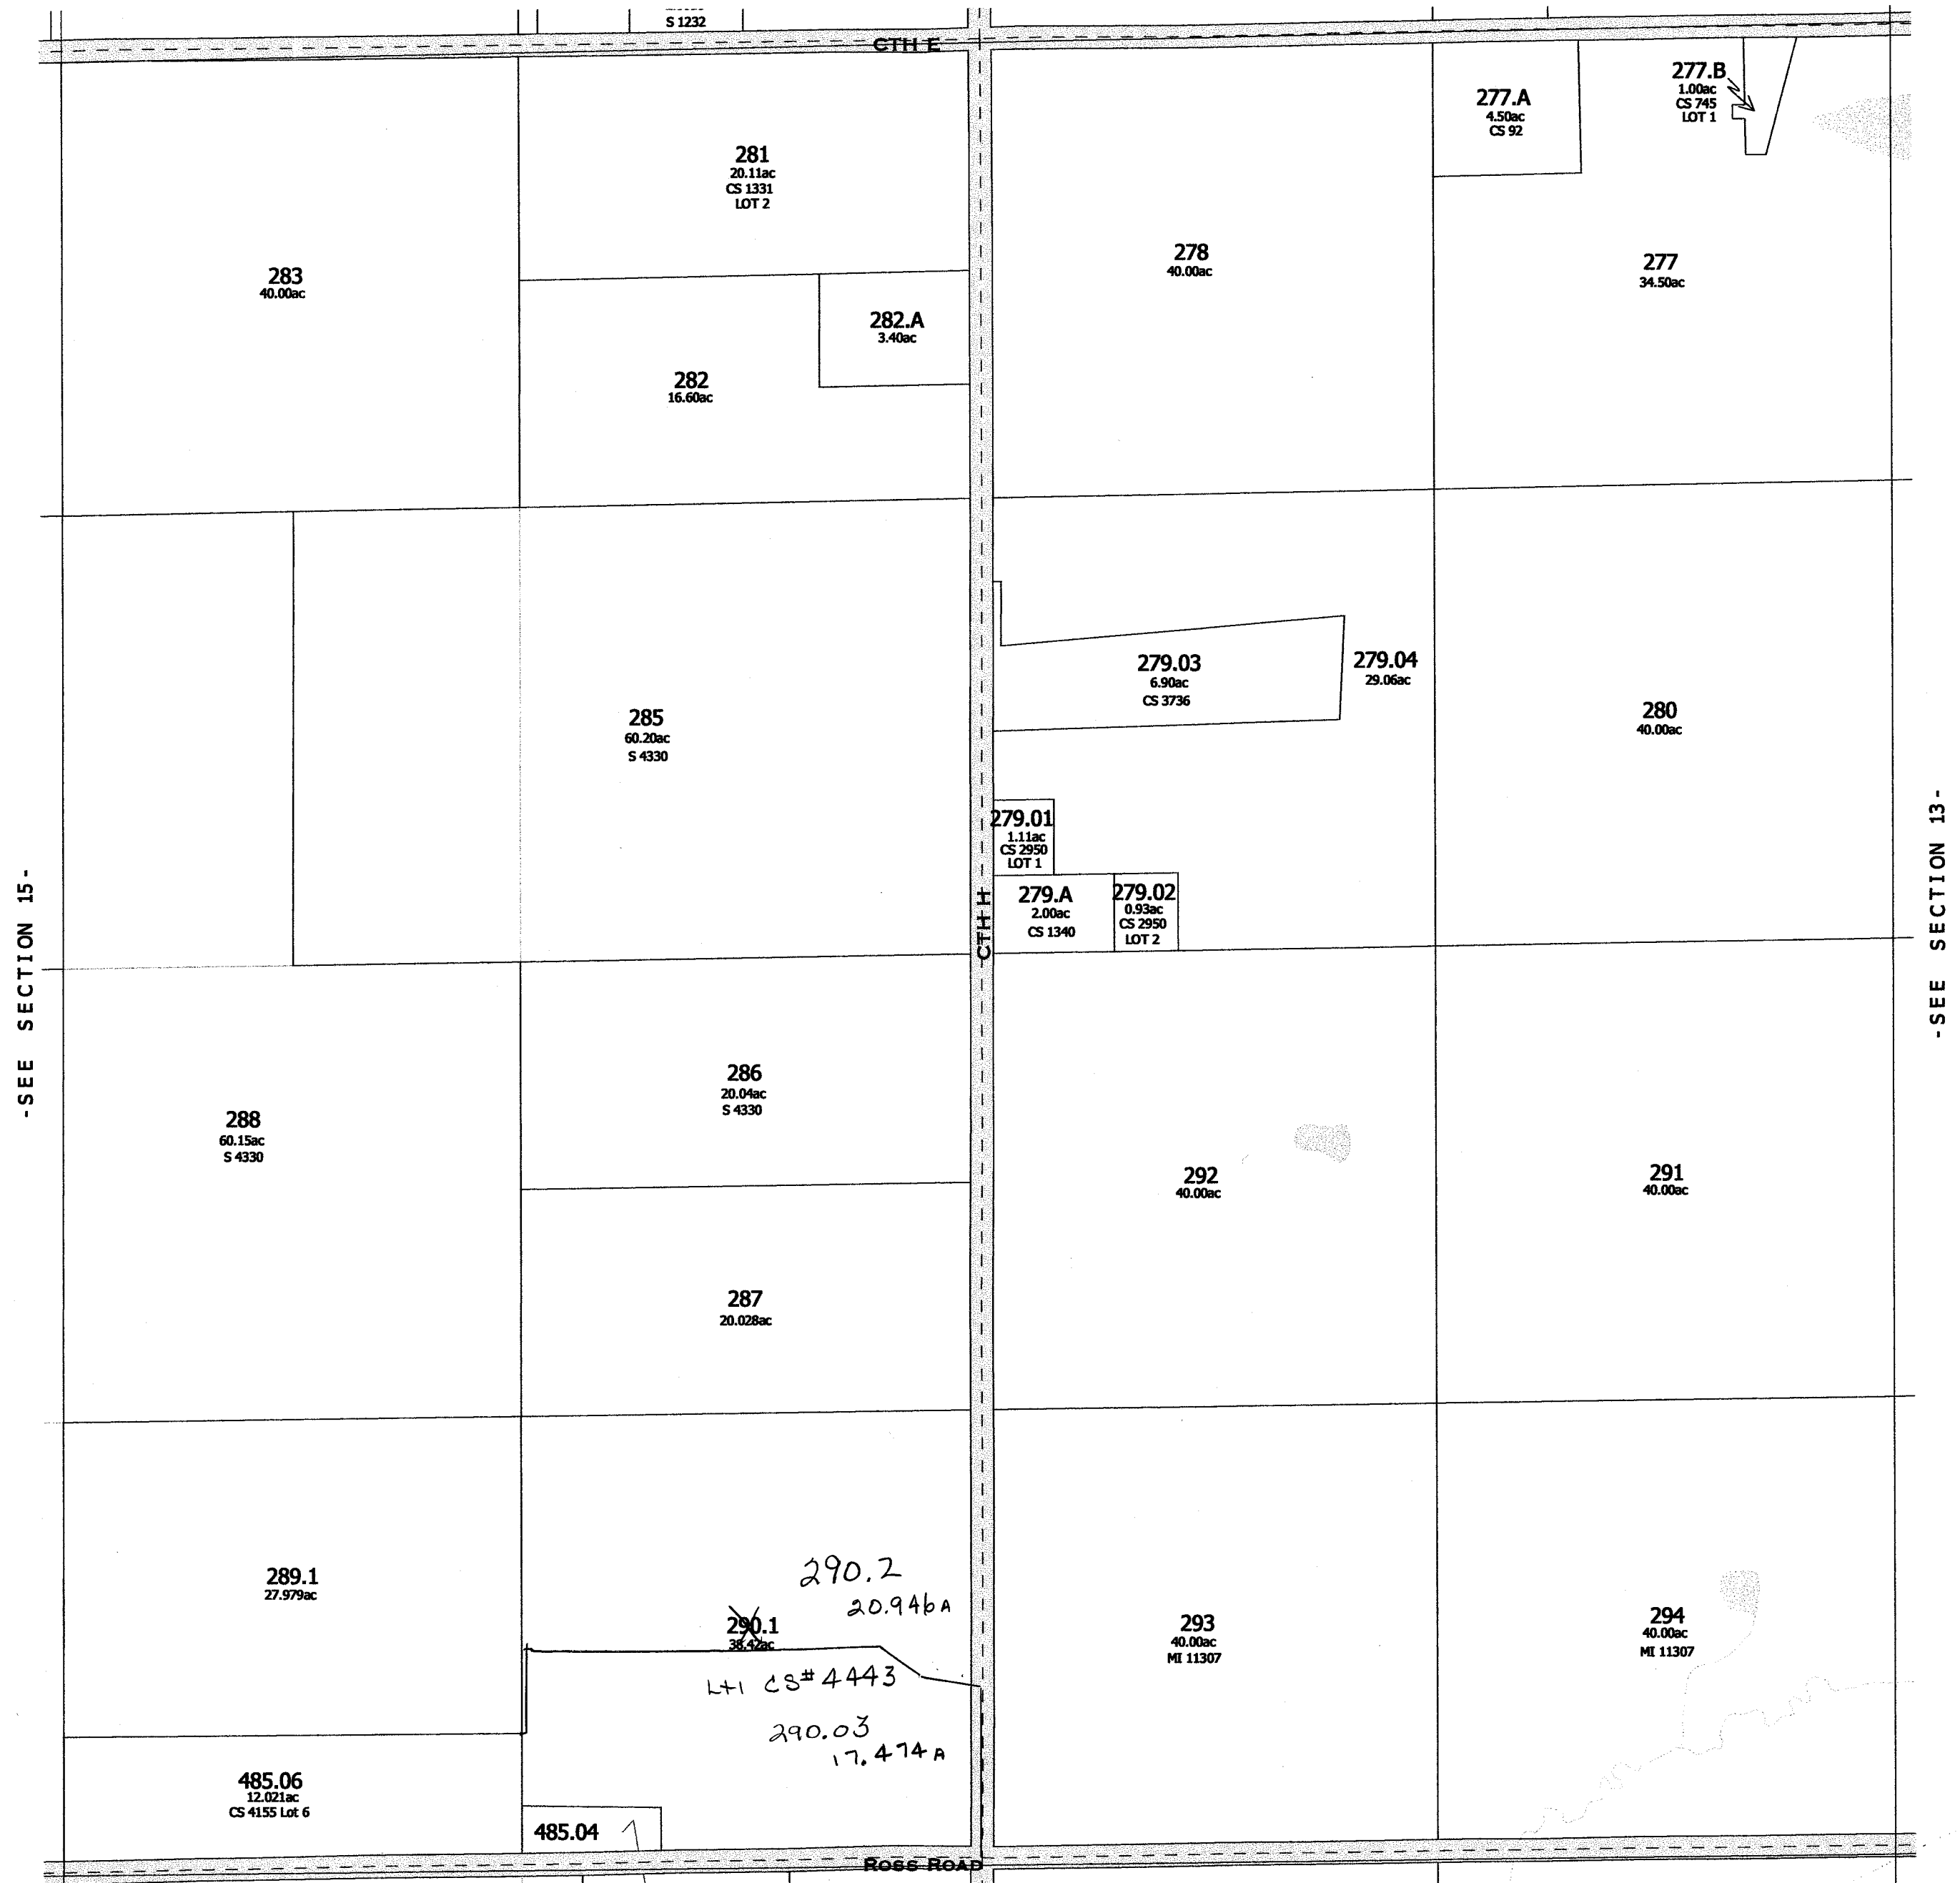 S 1232
CTH E
277.B
1.00ac
CS 745
LOT 1
277.A
4.50ac
CS 92
281
20.11ac
CS 1331
LOT 2
278
40.00ac
277
34.50ac
283
40.00ac
282.A
3.40ac
282
16.60ac
279.03
6.90ac
CS 3736
279.04
29.06ac
285
60.20ac
S 4330
280
40.00ac
279.01
1.11ac
CS 2950
LOT 1
279.A
2.00ac
CS 1340
279.02
0.93ac
CS 2950
LOT 2
CTH H
-SEE SECTION 15-
-SEE SECTION 13-
286
20.04ac
S 4330
288
60.15ac
S 4330
292
40.00ac
291
40.00ac
287
20.028ac
289.1
27.979ac
290.2
20.946A
290.1
38.42ac
Lt1 CS#4443
290.03
17.474A
293
40.00ac
MI 11307
294
40.00ac
MI 11307
485.06
12.021ac
CS 4155 Lot 6
485.04
ROSS ROAD